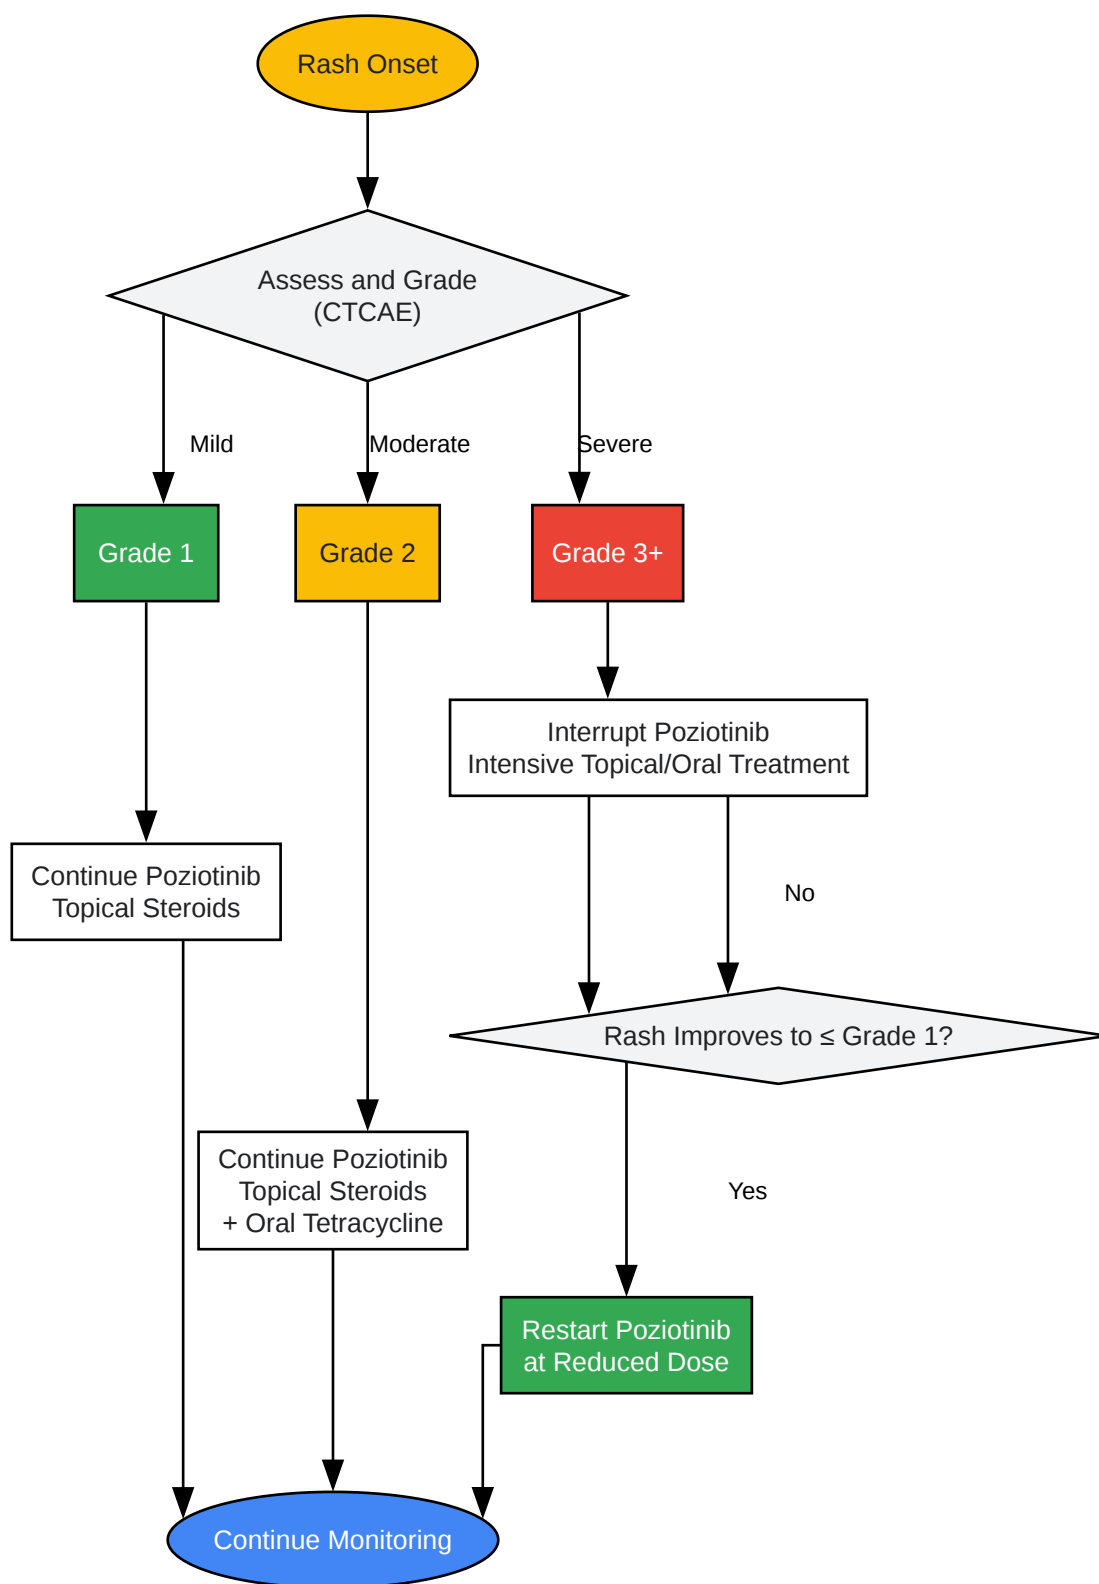 Rash Onset
Assess and Grade
(CTCAE)
Mild
Moderate
Severe
Grade 1
Grade 2
Grade 3+
Interrupt Poziotinib
Intensive Topical/Oral Treatment
Continue Poziotinib
Topical Steroids
No
Rash Improves to ≤ Grade 1?
Continue Poziotinib
Topical Steroids
+ Oral Tetracycline
Yes
Restart Poziotinib
at Reduced Dose
Continue Monitoring